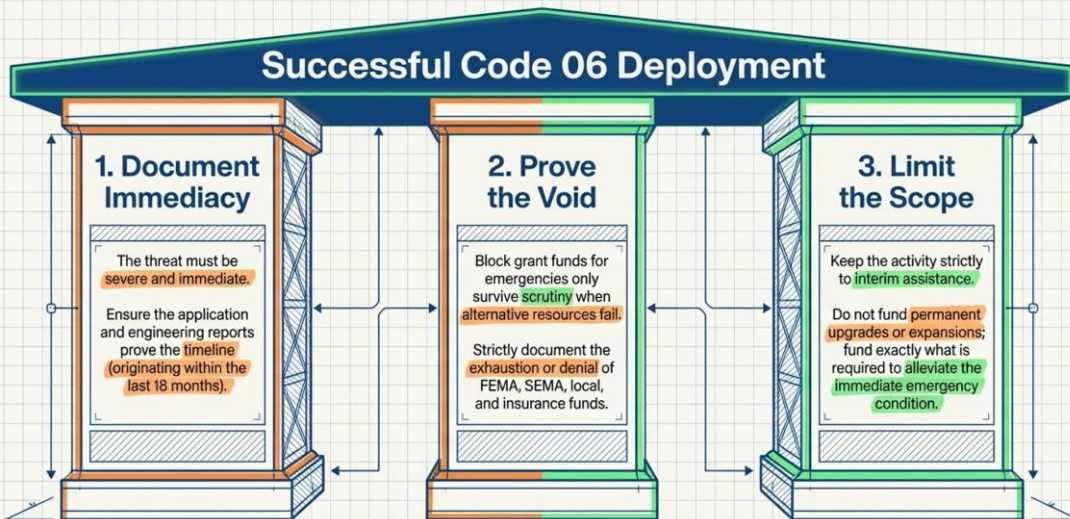 Successful Code 06 Deployment
1. Document
Immediacy
The threat must be
severe and immediate.
Ensure the application
and engineering reports
prove the timeline
(originating within the
last 18 months).
2. Prove
the Void
Block grant funds for
emergencies only
survive scrutiny when
alternative resources fail.
Strictly document the
exhaustion or denial of
FEMA, SEMA, local,
and insurance funds.
3. Limit
the Scope
Keep the activity strictly
to interim assistance.
Do not fund permanent
upgrades or expansions;
fund exactly what is
required to alleviate the
immediate emergency
condition.